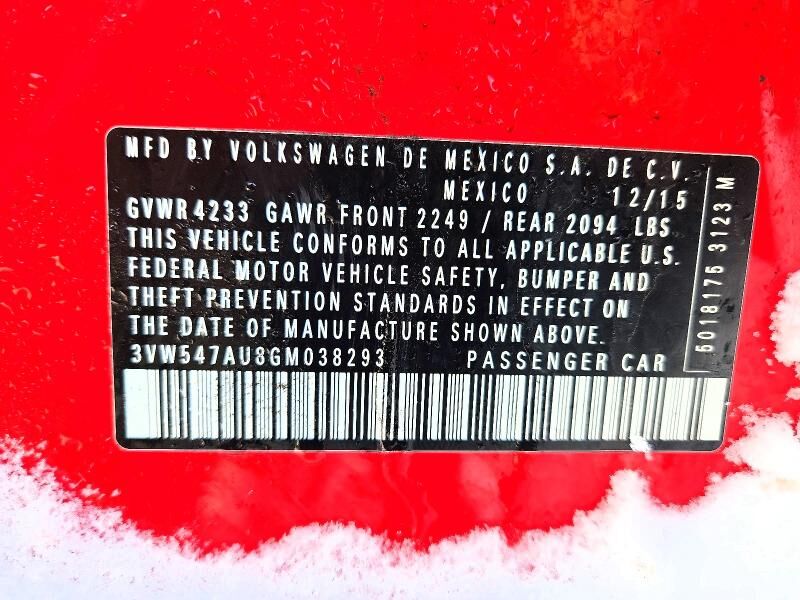 MFD BY VOLKSWAGEN DE MEXICO S.A. DE C.V.
MEXICO 12/15
GVWR 4233 GAWR FRONT 2249 / REAR 2094 LBS
THIS VEHICLE CONFORMS TO ALL APPLICABLE U.S.
FEDERAL MOTOR VEHICLE SAFETY, BUMPER AND
THEFT PREVENTION STANDARDS IN EFFECT ON
THE DATE OF MANUFACTURE SHOWN ABOVE.
3VW547AU8GM038293 PASSENGER CAR
5018175 3123 M